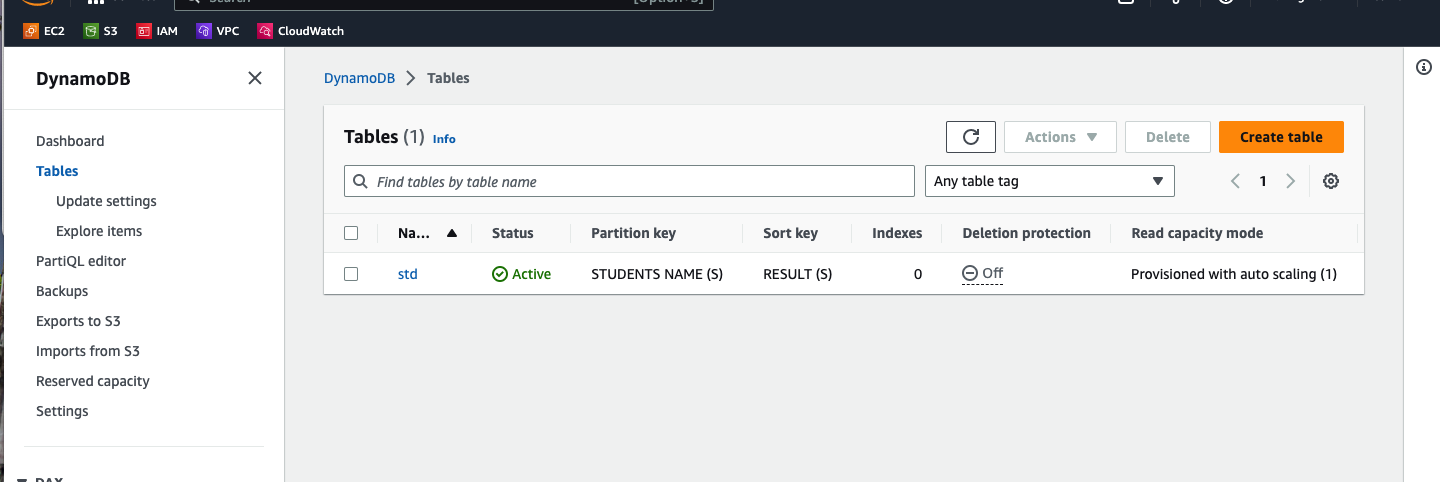 EC2 S3 IAM VPC CloudWatch
DynamoDB
Dashboard
Tables
Update settings
Explore items
PartiQL editor
Backups
Exports to S3
Imports from S3
Reserved capacity
Settings
DynamoDB > Tables
Tables (1) Info
Actions Delete Create table
Find tables by table name Any table tag 1
Na... Status Partition key Sort key Indexes Deletion protection Read capacity mode
std Active STUDENTS NAME (S) RESULT (S) 0 Off Provisioned with auto scaling (1)